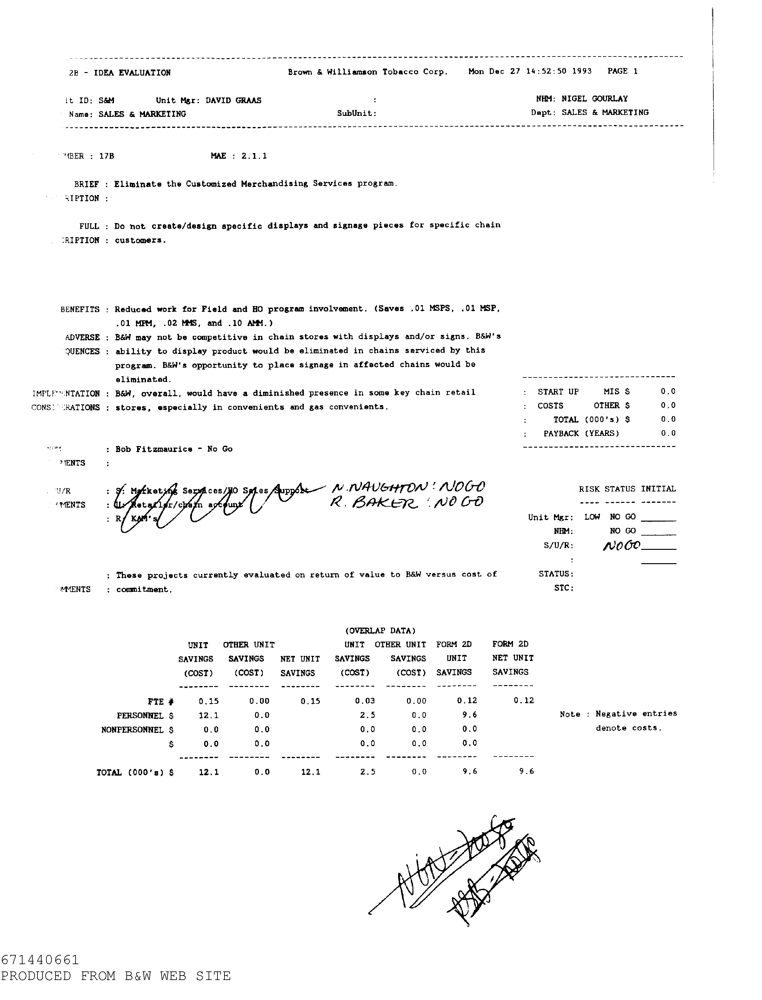 2B - IDEA EVALUATION Brown & Williamson Tobacco Corp. Mon Dec 27 14:52:50 1993 PAGE 1
it ID: S&M Unit Mgr: DAVID GRAAS : NHM: NIGEL GOURLAY
Name: SALES & MARKETING SubUnit: Dept: SALES & MARKETING
MBER : 17B MAE : 2.1.1
BRIEF : Eliminate the Customized Merchandising Services program.
RIPTION :
FULL : Do not create/design specific displays and signage pieces for specific chain
RIPTION : customers.
BENEFITS : Reduced work for Field and HO program involvement. (Saves .01 MSPS, .01 MSP,
.01 MPM, .02 MMS, and .10 AMM.)
ADVERSE : B&W may not be competitive in chain stores with displays and/or signs. B&W's
QUENCES : ability to display product would be eliminated in chains serviced by this
program. B&W's opportunity to place signage in affected chains would be
eliminated.
IMPLEMENTATION : B&W, overall, would have a diminished presence in some key chain retail
CONSIDERATIONS : stores, especially in convenients and gas convenients.
: START UP MIS $ 0.0
: COSTS OTHER $ 0.0
: TOTAL (000's) $ 0.0
: PAYBACK (YEARS) 0.0
: Bob Fitzmaurice - No Go
MENTS :
U/R : S: Marketing Services/HO Sales Support N. NAUGHTON: NO GO
MMENTS : U: Retailer/chain account R. BAKER : NO GO
: R: KAM's
RISK STATUS INITIAL
Unit Mgr: LOW NO GO
NHM: NO GO
S/U/R: NO GO
:
STATUS:
STC:
: These projects currently evaluated on return of value to B&W versus cost of
MMENTS : commitment.
(OVERLAP DATA)
UNIT OTHER UNIT UNIT OTHER UNIT FORM 2D FORM 2D
SAVINGS SAVINGS NET UNIT SAVINGS SAVINGS UNIT NET UNIT
(COST) (COST) SAVINGS (COST) (COST) SAVINGS SAVINGS
FTE # 0.15 0.00 0.15 0.03 0.00 0.12 0.12
PERSONNEL $ 12.1 0.0 2.5 0.0 9.6 Note : Negative entries
NONPERSONNEL $ 0.0 0.0 0.0 0.0 0.0 denote costs.
$ 0.0 0.0 0.0 0.0 0.0
TOTAL (000's) $ 12.1 0.0 12.1 2.5 0.0 9.6 9.6
671440661
PRODUCED FROM B&W WEB SITE